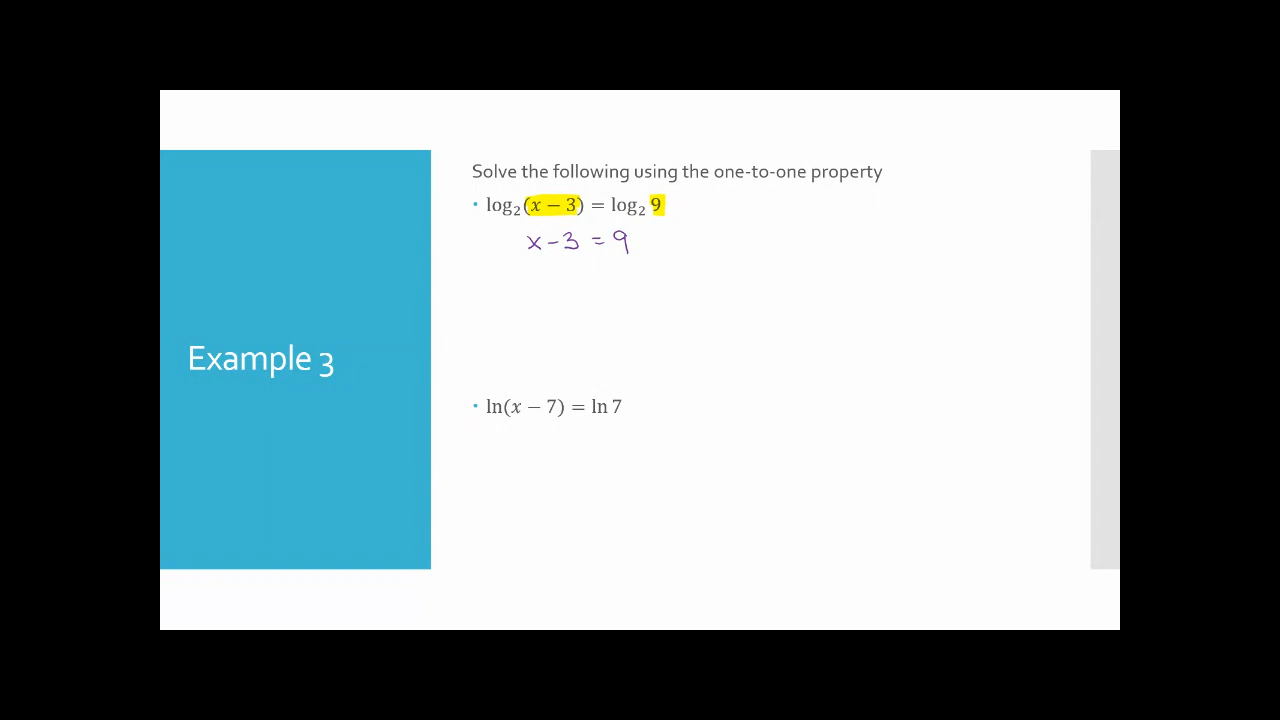 Solve the following using the one-to-one property
• log₂(x − 3) = log₂ 9
x - 3 = 9
Example 3
• ln(x − 7) = ln 7